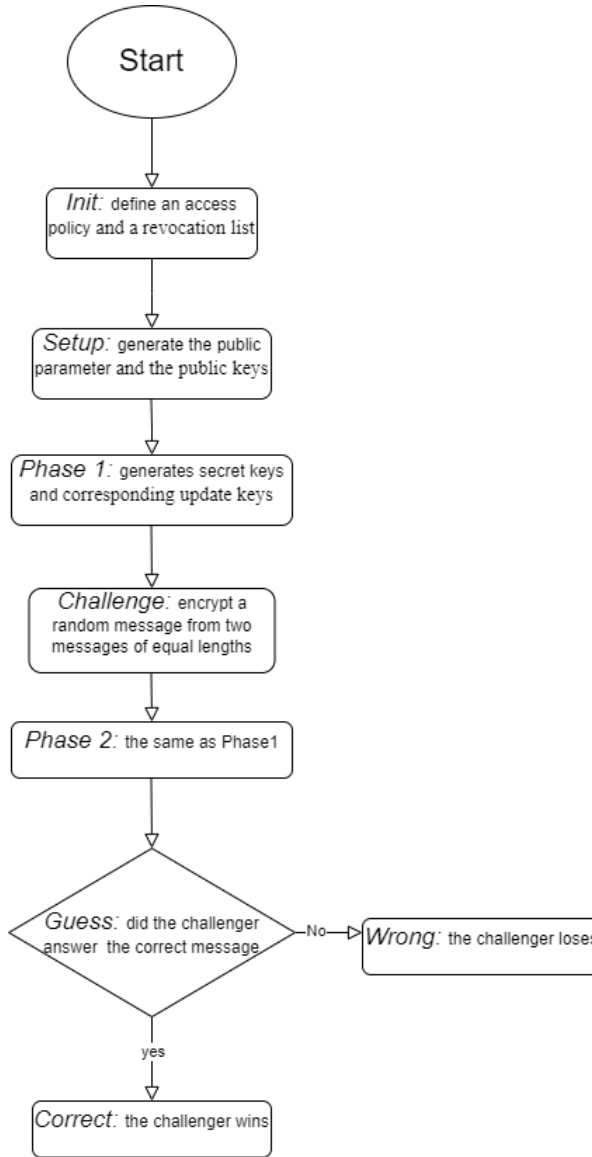 Start
Init: define an access
policy and a revocation list
Setup: generate the public
parameter and the public keys
Phase 1: generates secret keys
and corresponding update keys
Challenge: encrypt a
random message from two
messages of equal lengths
Phase 2: the same as Phase1
Guess: did the challenger
answer the correct message
No
Wrong: the challenger loses
yes
Correct: the challenger wins